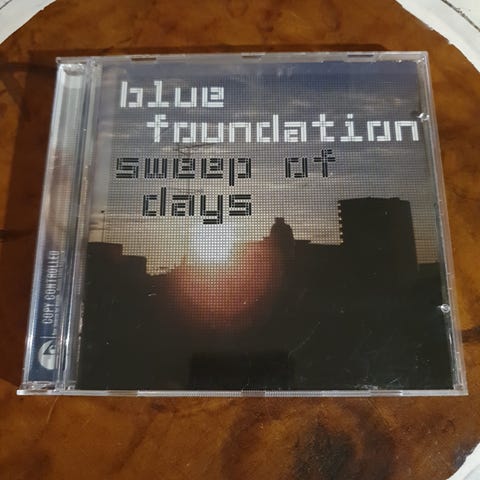 blue
foundation
sweep of
days
COPY CONTROLLED